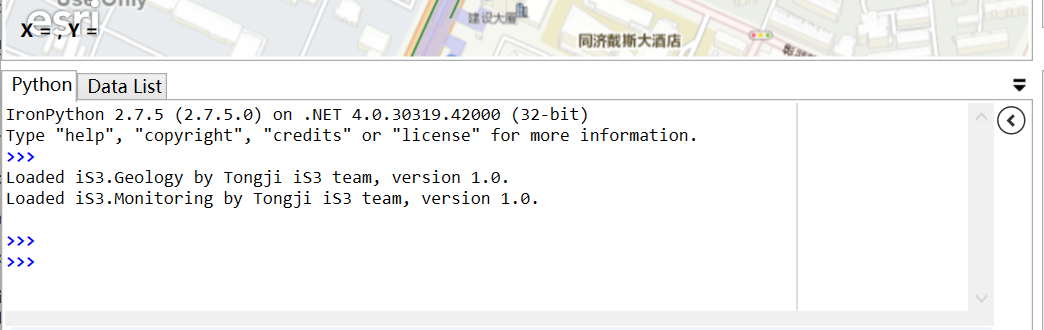 Use Only
esri
X = , Y =
建设大厦
同济戴斯大酒店
Python
Data List
IronPython 2.7.5 (2.7.5.0) on .NET 4.0.30319.42000 (32-bit)
Type "help", "copyright", "credits" or "license" for more information.
>>>
Loaded iS3.Geology by Tongji iS3 team, version 1.0.
Loaded iS3.Monitoring by Tongji iS3 team, version 1.0.
>>>
>>>